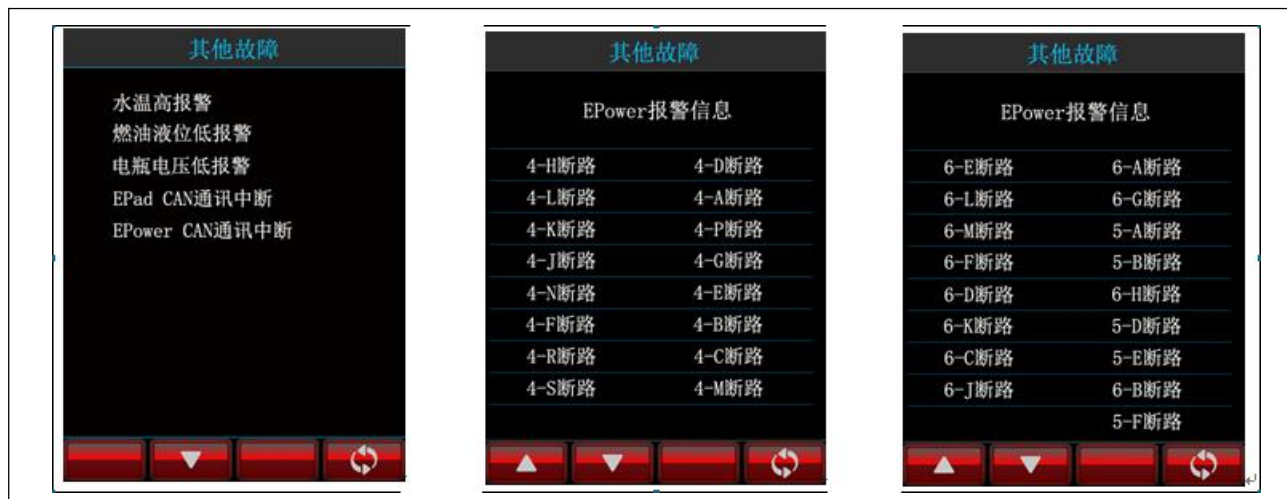 其他故障
水温高报警
燃油液位低报警
电瓶电压低报警
EPad CAN通讯中断
EPower CAN通讯中断
其他故障
EPower报警信息
4-H断路 4-D断路
4-L断路 4-A断路
4-K断路 4-P断路
4-J断路 4-G断路
4-N断路 4-E断路
4-F断路 4-B断路
4-R断路 4-C断路
4-S断路 4-M断路
其他故障
EPower报警信息
6-E断路 6-A断路
6-L断路 6-G断路
6-M断路 5-A断路
6-F断路 5-B断路
6-D断路 6-H断路
6-K断路 5-D断路
6-C断路 5-E断路
6-J断路 6-B断路
5-F断路